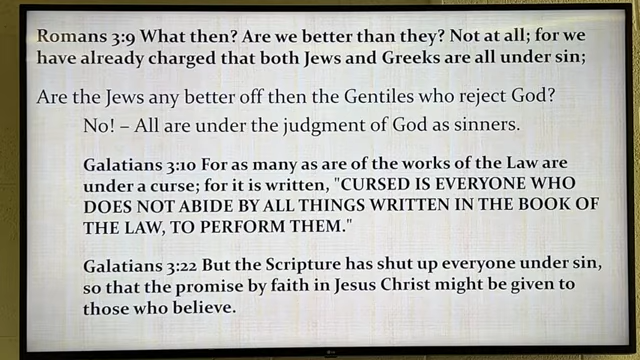 Romans 3:9 What then? Are we better than they? Not at all; for we
have already charged that both Jews and Greeks are all under sin;
Are the Jews any better off then the Gentiles who reject God?
No! – All are under the judgment of God as sinners.
Galatians 3:10 For as many as are of the works of the Law are
under a curse; for it is written, "CURSED IS EVERYONE WHO
DOES NOT ABIDE BY ALL THINGS WRITTEN IN THE BOOK OF
THE LAW, TO PERFORM THEM."
Galatians 3:22 But the Scripture has shut up everyone under sin,
so that the promise by faith in Jesus Christ might be given to
those who believe.